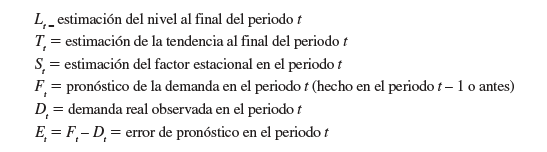 L_t = estimación del nivel al final del periodo t
T_t = estimación de la tendencia al final del periodo t
S_t = estimación del factor estacional en el periodo t
F_t = pronóstico de la demanda en el periodo t (hecho en el periodo t – 1 o antes)
D_t = demanda real observada en el periodo t
E_t = F_t – D_t = error de pronóstico en el periodo t